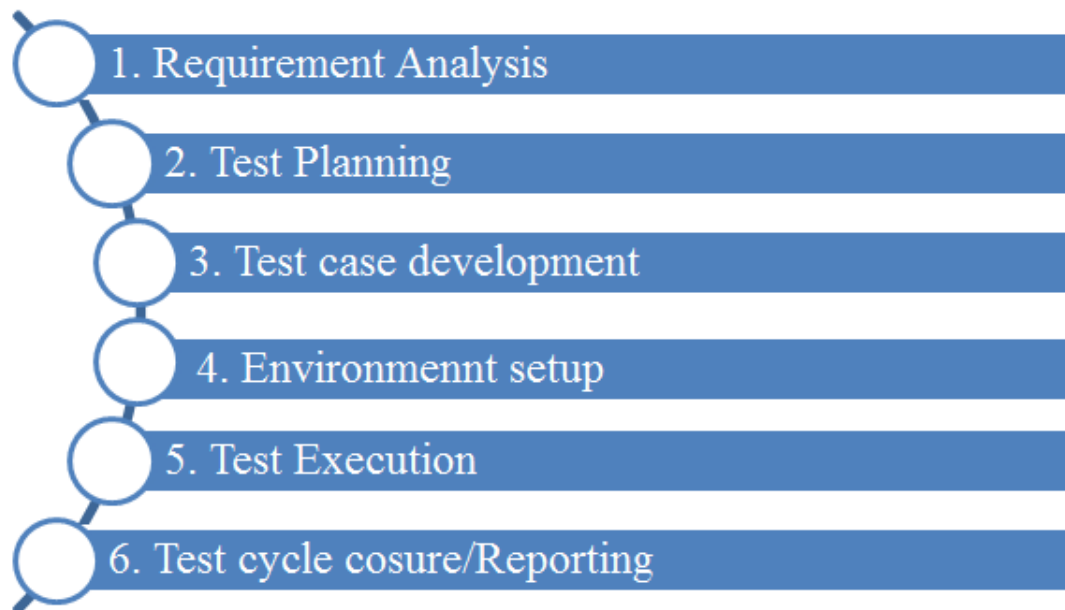 1. Requirement Analysis
2. Test Planning
3. Test case development
4. Environmennt setup
5. Test Execution
6. Test cycle cosure/Reporting